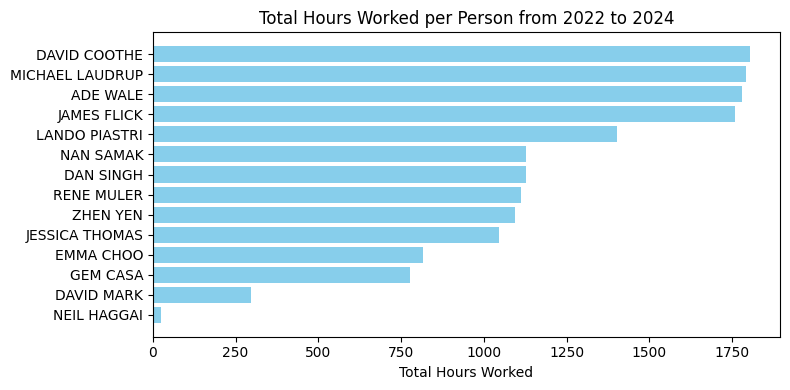 Total Hours Worked per Person from 2022 to 2024
DAVID COOTHE
MICHAEL LAUDRUP
ADE WALE
JAMES FLICK
LANDO PIASTRI
NAN SAMAK
DAN SINGH
RENE MULER
ZHEN YEN
JESSICA THOMAS
EMMA CHOO
GEM CASA
DAVID MARK
NEIL HAGGAI
0 250 500 750 1000 1250 1500 1750
Total Hours Worked